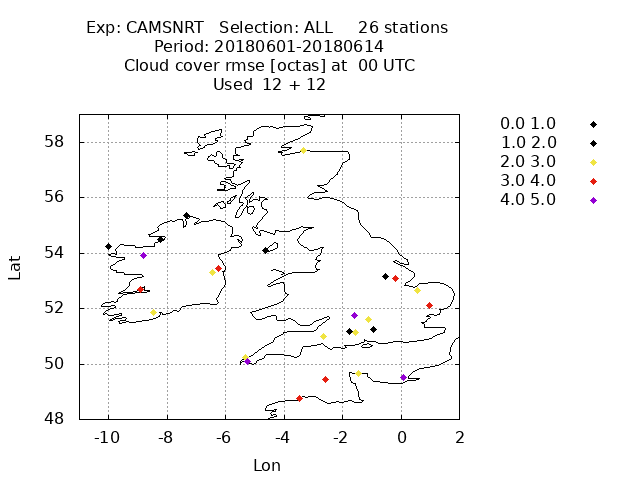 Exp: CAMSNRT   Selection: ALL     26 stations
Period: 20180601-20180614
Cloud cover rmse [octas] at  00 UTC
Used  12 + 12
0.0 1.0
1.0 2.0
2.0 3.0
3.0 4.0
4.0 5.0
58
56
54
52
50
48
Lat
-10 -8 -6 -4 -2 0 2
Lon